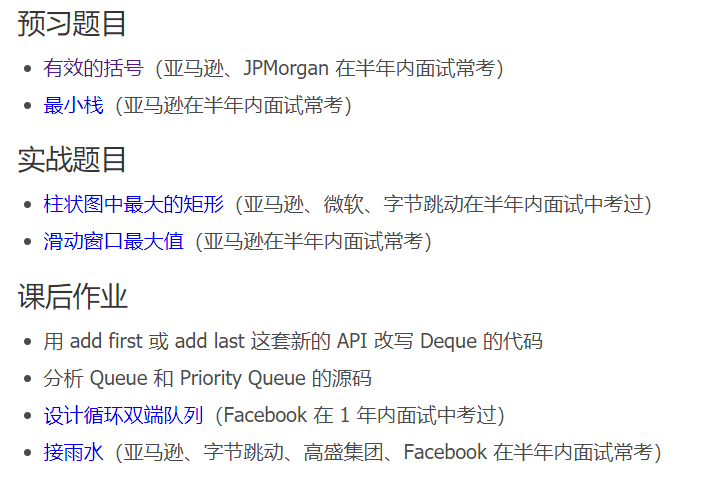 预习题目
有效的括号（亚马逊、JPMorgan 在半年内面试常考）
最小栈（亚马逊在半年内面试常考）
实战题目
柱状图中最大的矩形（亚马逊、微软、字节跳动在半年内面试中考过）
滑动窗口最大值（亚马逊在半年内面试常考）
课后作业
用 add first 或 add last 这套新的 API 改写 Deque 的代码
分析 Queue 和 Priority Queue 的源码
设计循环双端队列（Facebook 在 1 年内面试中考过）
接雨水（亚马逊、字节跳动、高盛集团、Facebook 在半年内面试常考）